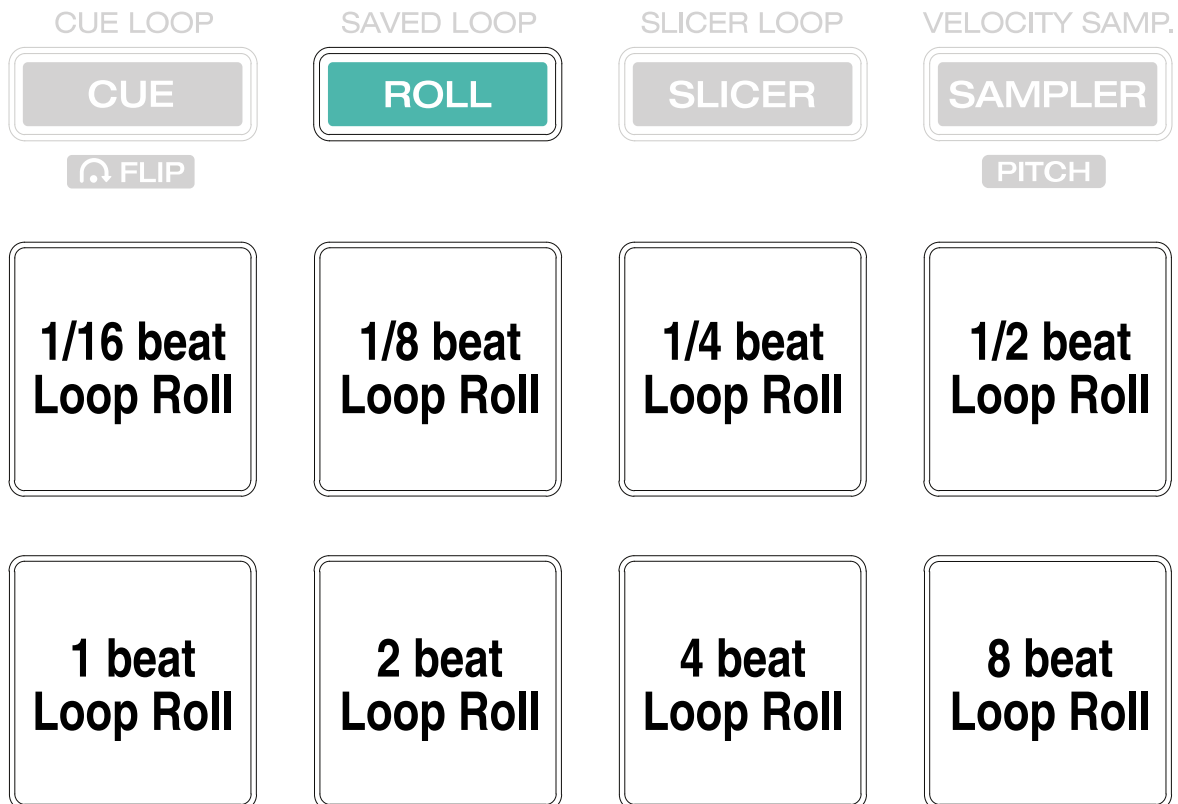 CUE LOOP
SAVED LOOP
SLICER LOOP
VELOCITY SAMP.
CUE
ROLL
SLICER
SAMPLER
FLIP
PITCH
1/16 beat
Loop Roll
1/8 beat
Loop Roll
1/4 beat
Loop Roll
1/2 beat
Loop Roll
1 beat
Loop Roll
2 beat
Loop Roll
4 beat
Loop Roll
8 beat
Loop Roll